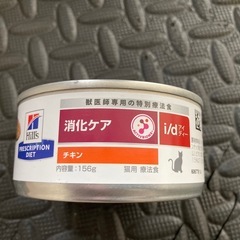 獣医師専用の特別療法食
Hill's
PRESCRIPTION
DIET
消化ケア
i/d
チキン
内容量:156g
猫用 療法食